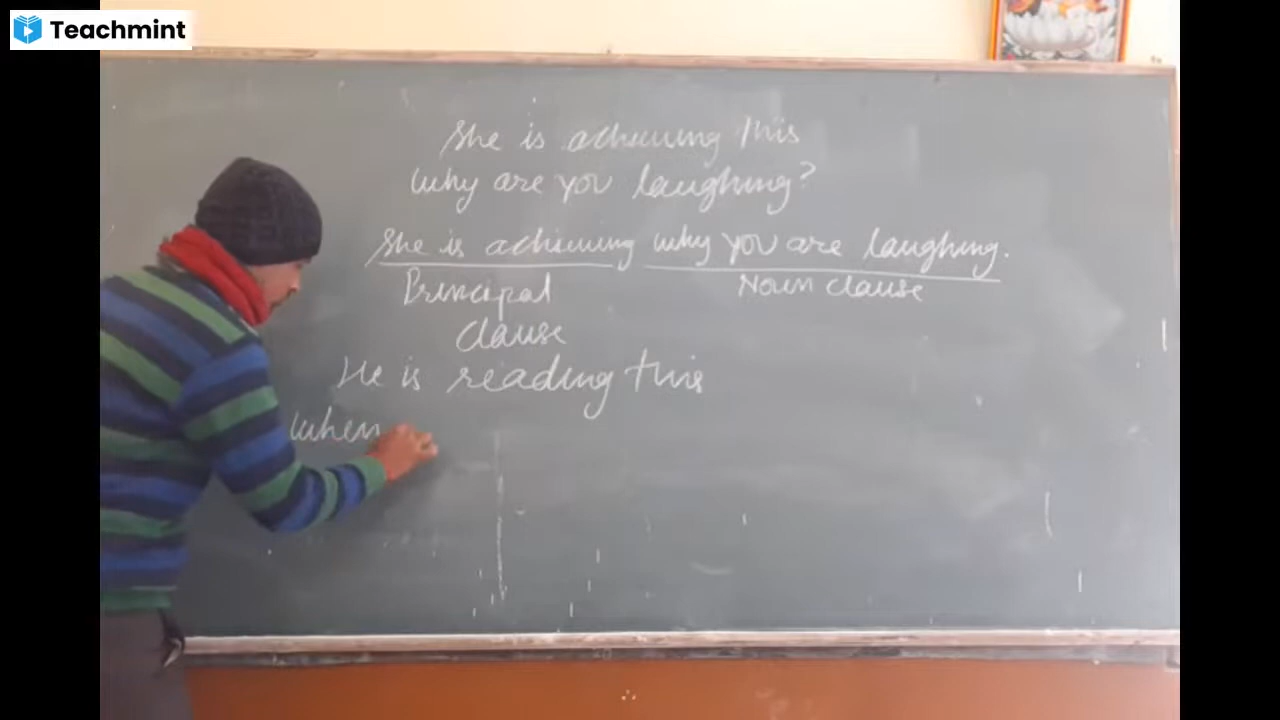 Teachmint
She is achieving this
why are you laughing?
She is achieving why you are laughing.
Principal
Noun clause
Clause
He is reading this
when